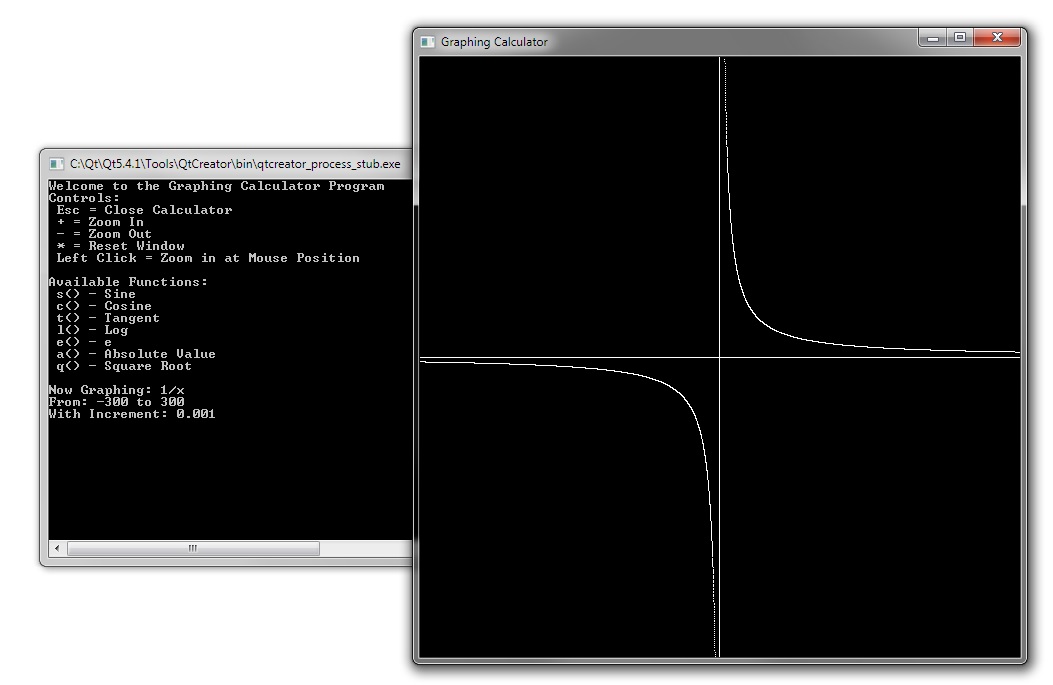 C:\Qt\Qt5.4.1\Tools\QtCreator\bin\qtcreator_process_stub.exe
Welcome to the Graphing Calculator Program
Controls:
Esc = Close Calculator
+ = Zoom In
- = Zoom Out
* = Reset Window
Left Click = Zoom in at Mouse Position
Available Functions:
s() - Sine
c() - Cosine
t() - Tangent
l() - Log
e() - e
a() - Absolute Value
q() - Square Root
Now Graphing: 1/x
From: -300 to 300
With Increment: 0.001
Graphing Calculator